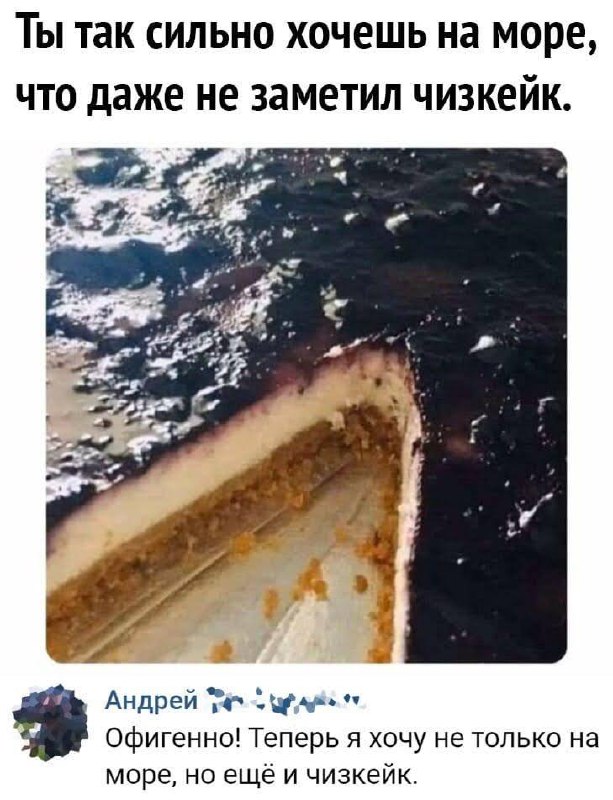 Ты так сильно хочешь на море,
что даже не заметил чизкейк.
Андрей
Офигенно! Теперь я хочу не только на
море, но ещё и чизкейк.